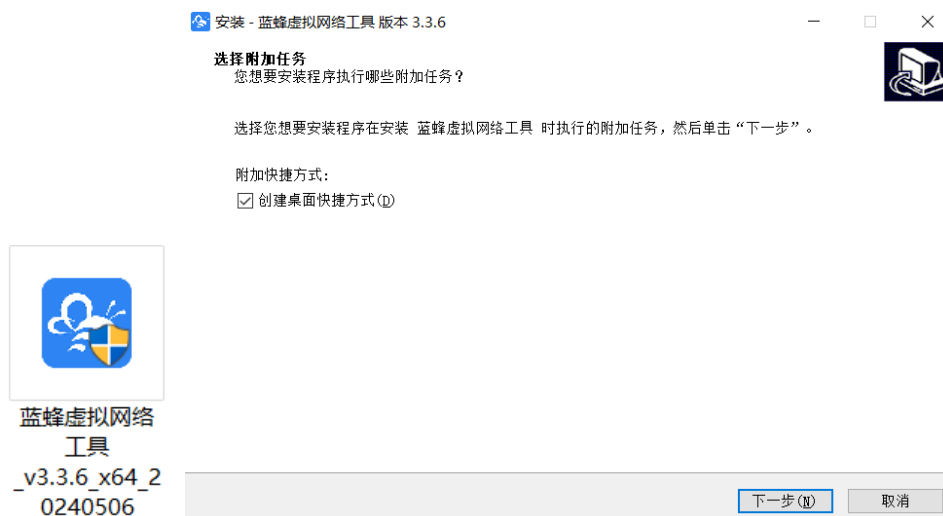 安装 - 蓝蜂虚拟网络工具 版本 3.3.6
选择附加任务
您想要安装程序执行哪些附加任务？
选择您想要安装程序在安装 蓝蜂虚拟网络工具 时执行的附加任务，然后单击“下一步”。
附加快捷方式:
创建桌面快捷方式(D)
蓝蜂虚拟网络
工具
_v3.3.6_x64_2
0240506
下一步(N)
取消